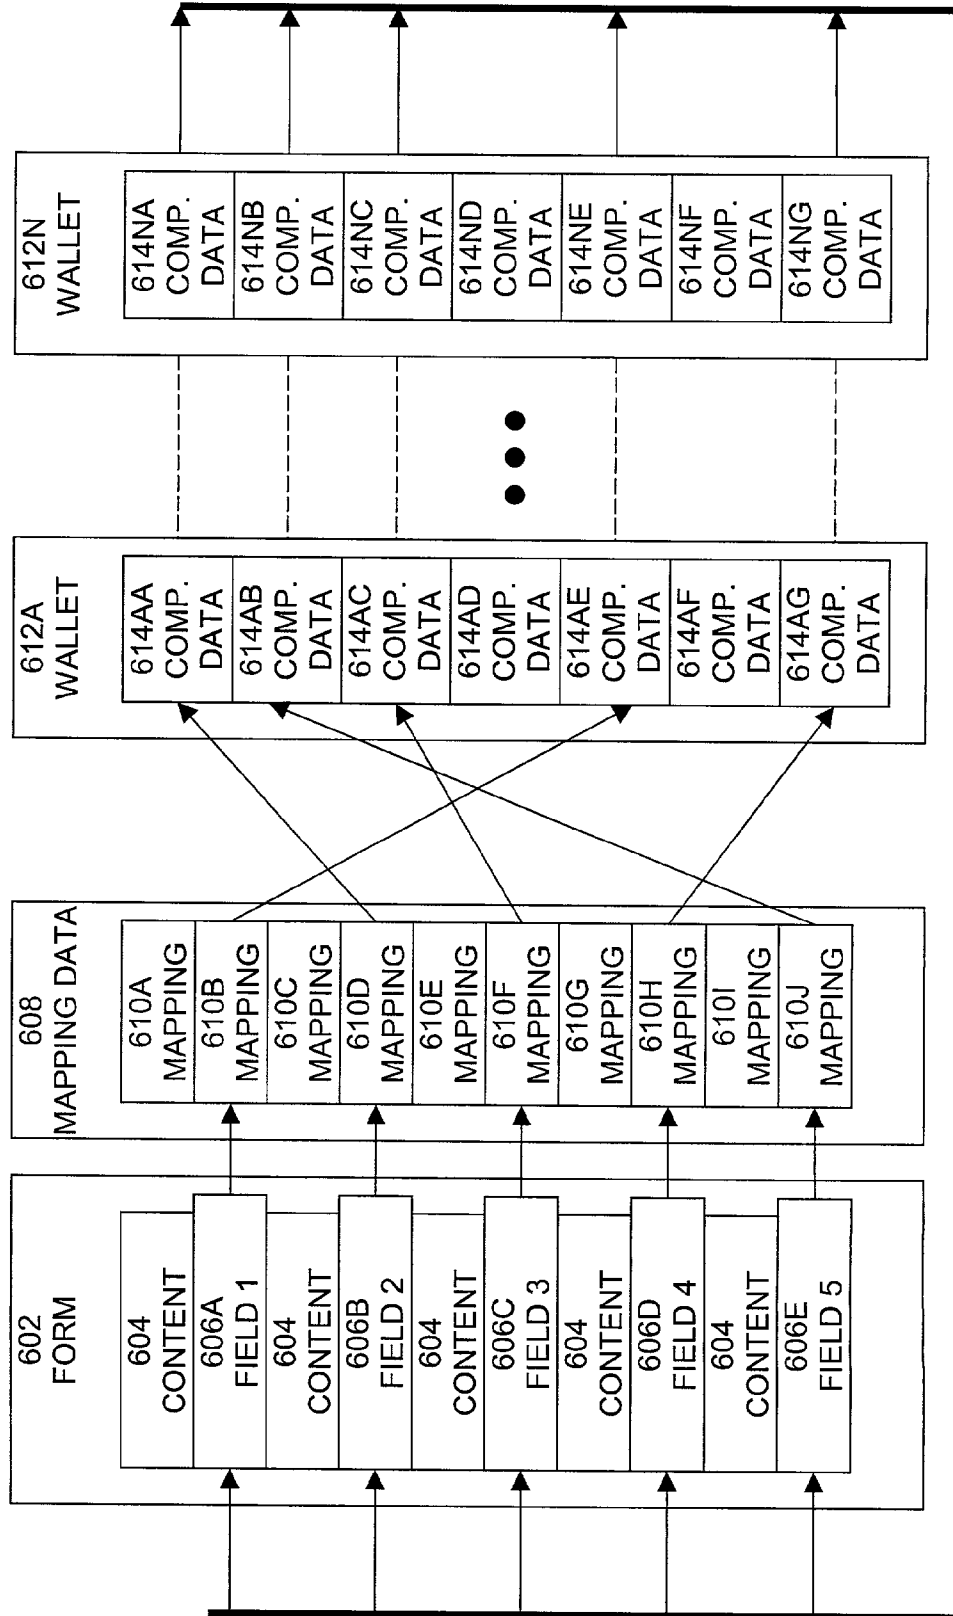 602
FORM
604
CONTENT
606A
FIELD 1
604
CONTENT
606B
FIELD 2
604
CONTENT
606C
FIELD 3
604
CONTENT
606D
FIELD 4
604
CONTENT
606E
FIELD 5
608
MAPPING DATA
610A
MAPPING
610B
MAPPING
610C
MAPPING
610D
MAPPING
610E
MAPPING
610F
MAPPING
610G
MAPPING
610H
MAPPING
610I
MAPPING
610J
MAPPING
612A
WALLET
614AA
COMP.
DATA
614AB
COMP.
DATA
614AC
COMP.
DATA
614AD
COMP.
DATA
614AE
COMP.
DATA
614AF
COMP.
DATA
614AG
COMP.
DATA
612N
WALLET
614NA
COMP.
DATA
614NB
COMP.
DATA
614NC
COMP.
DATA
614ND
COMP.
DATA
614NE
COMP.
DATA
614NF
COMP.
DATA
614NG
COMP.
DATA